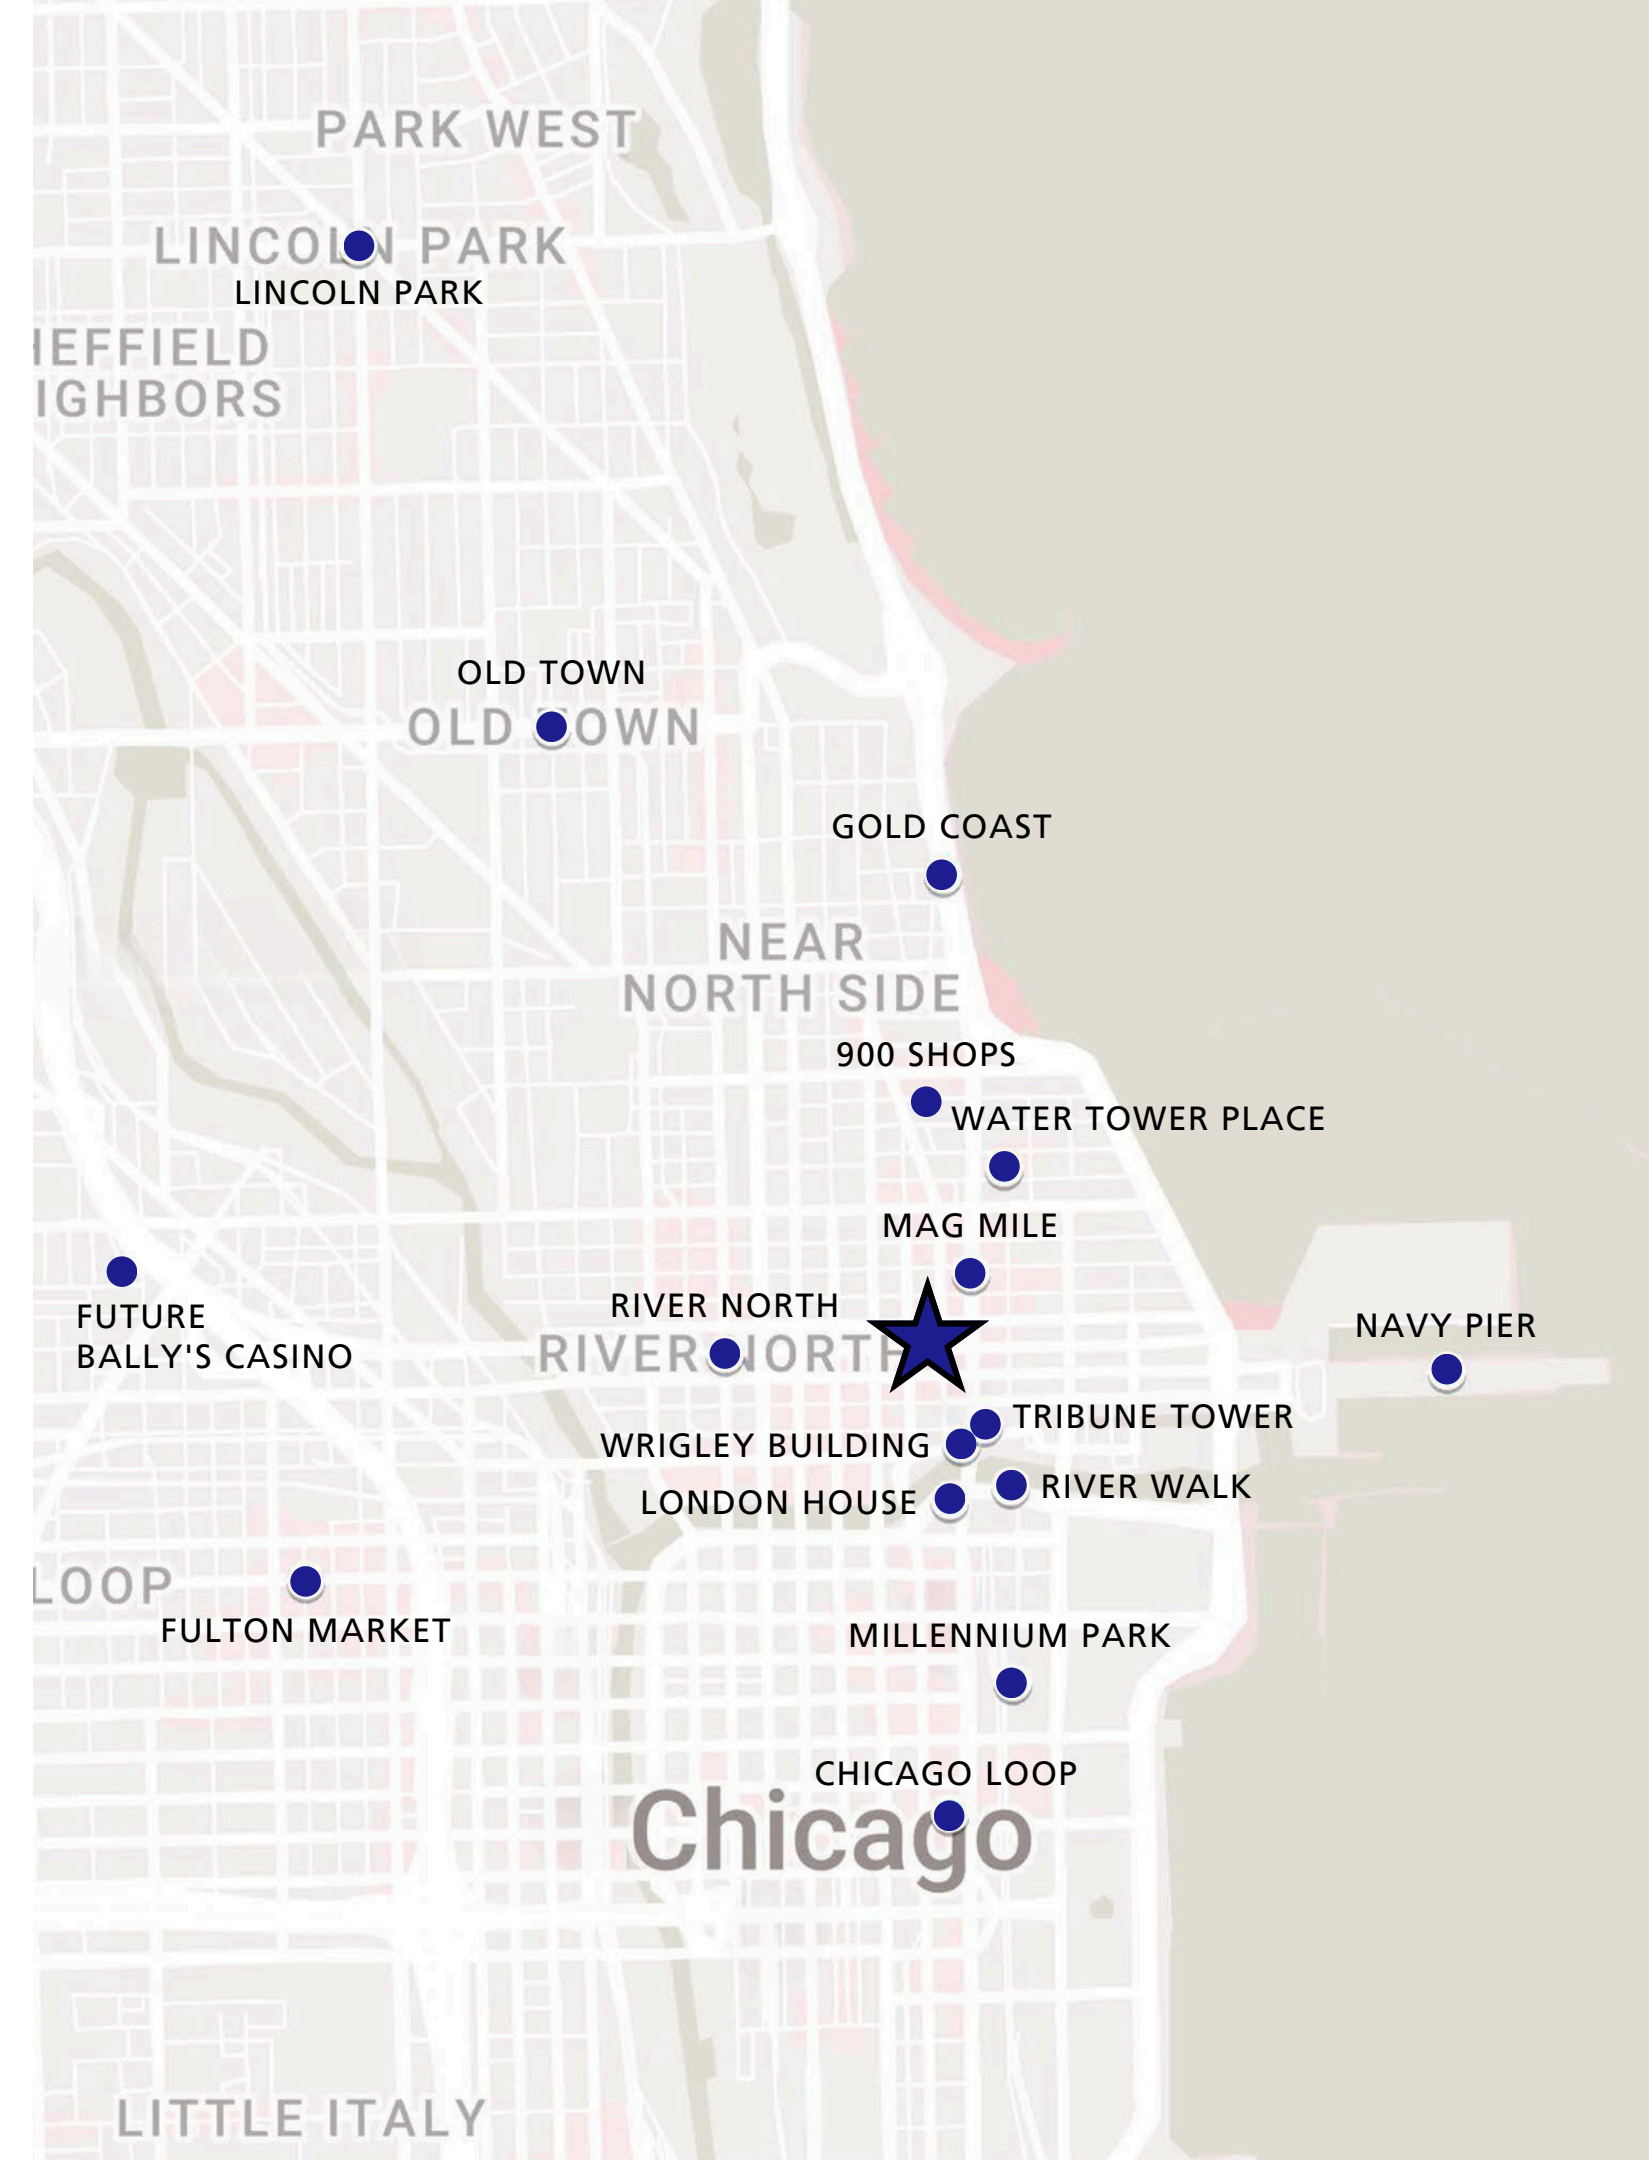 PARK WEST
LINCOLN PARK
LINCOLN PARK
HEFFIELD
IGHBORS
OLD TOWN
OLD TOWN
GOLD COAST
NEAR
NORTH SIDE
900 SHOPS
WATER TOWER PLACE
MAG MILE
FUTURE
BALLY'S CASINO
RIVER NORTH
RIVER NORTH
NAVY PIER
TRIBUNE TOWER
WRIGLEY BUILDING
RIVER WALK
LONDON HOUSE
LOOP
FULTON MARKET
MILLENNIUM PARK
CHICAGO LOOP
Chicago
LITTLE ITALY